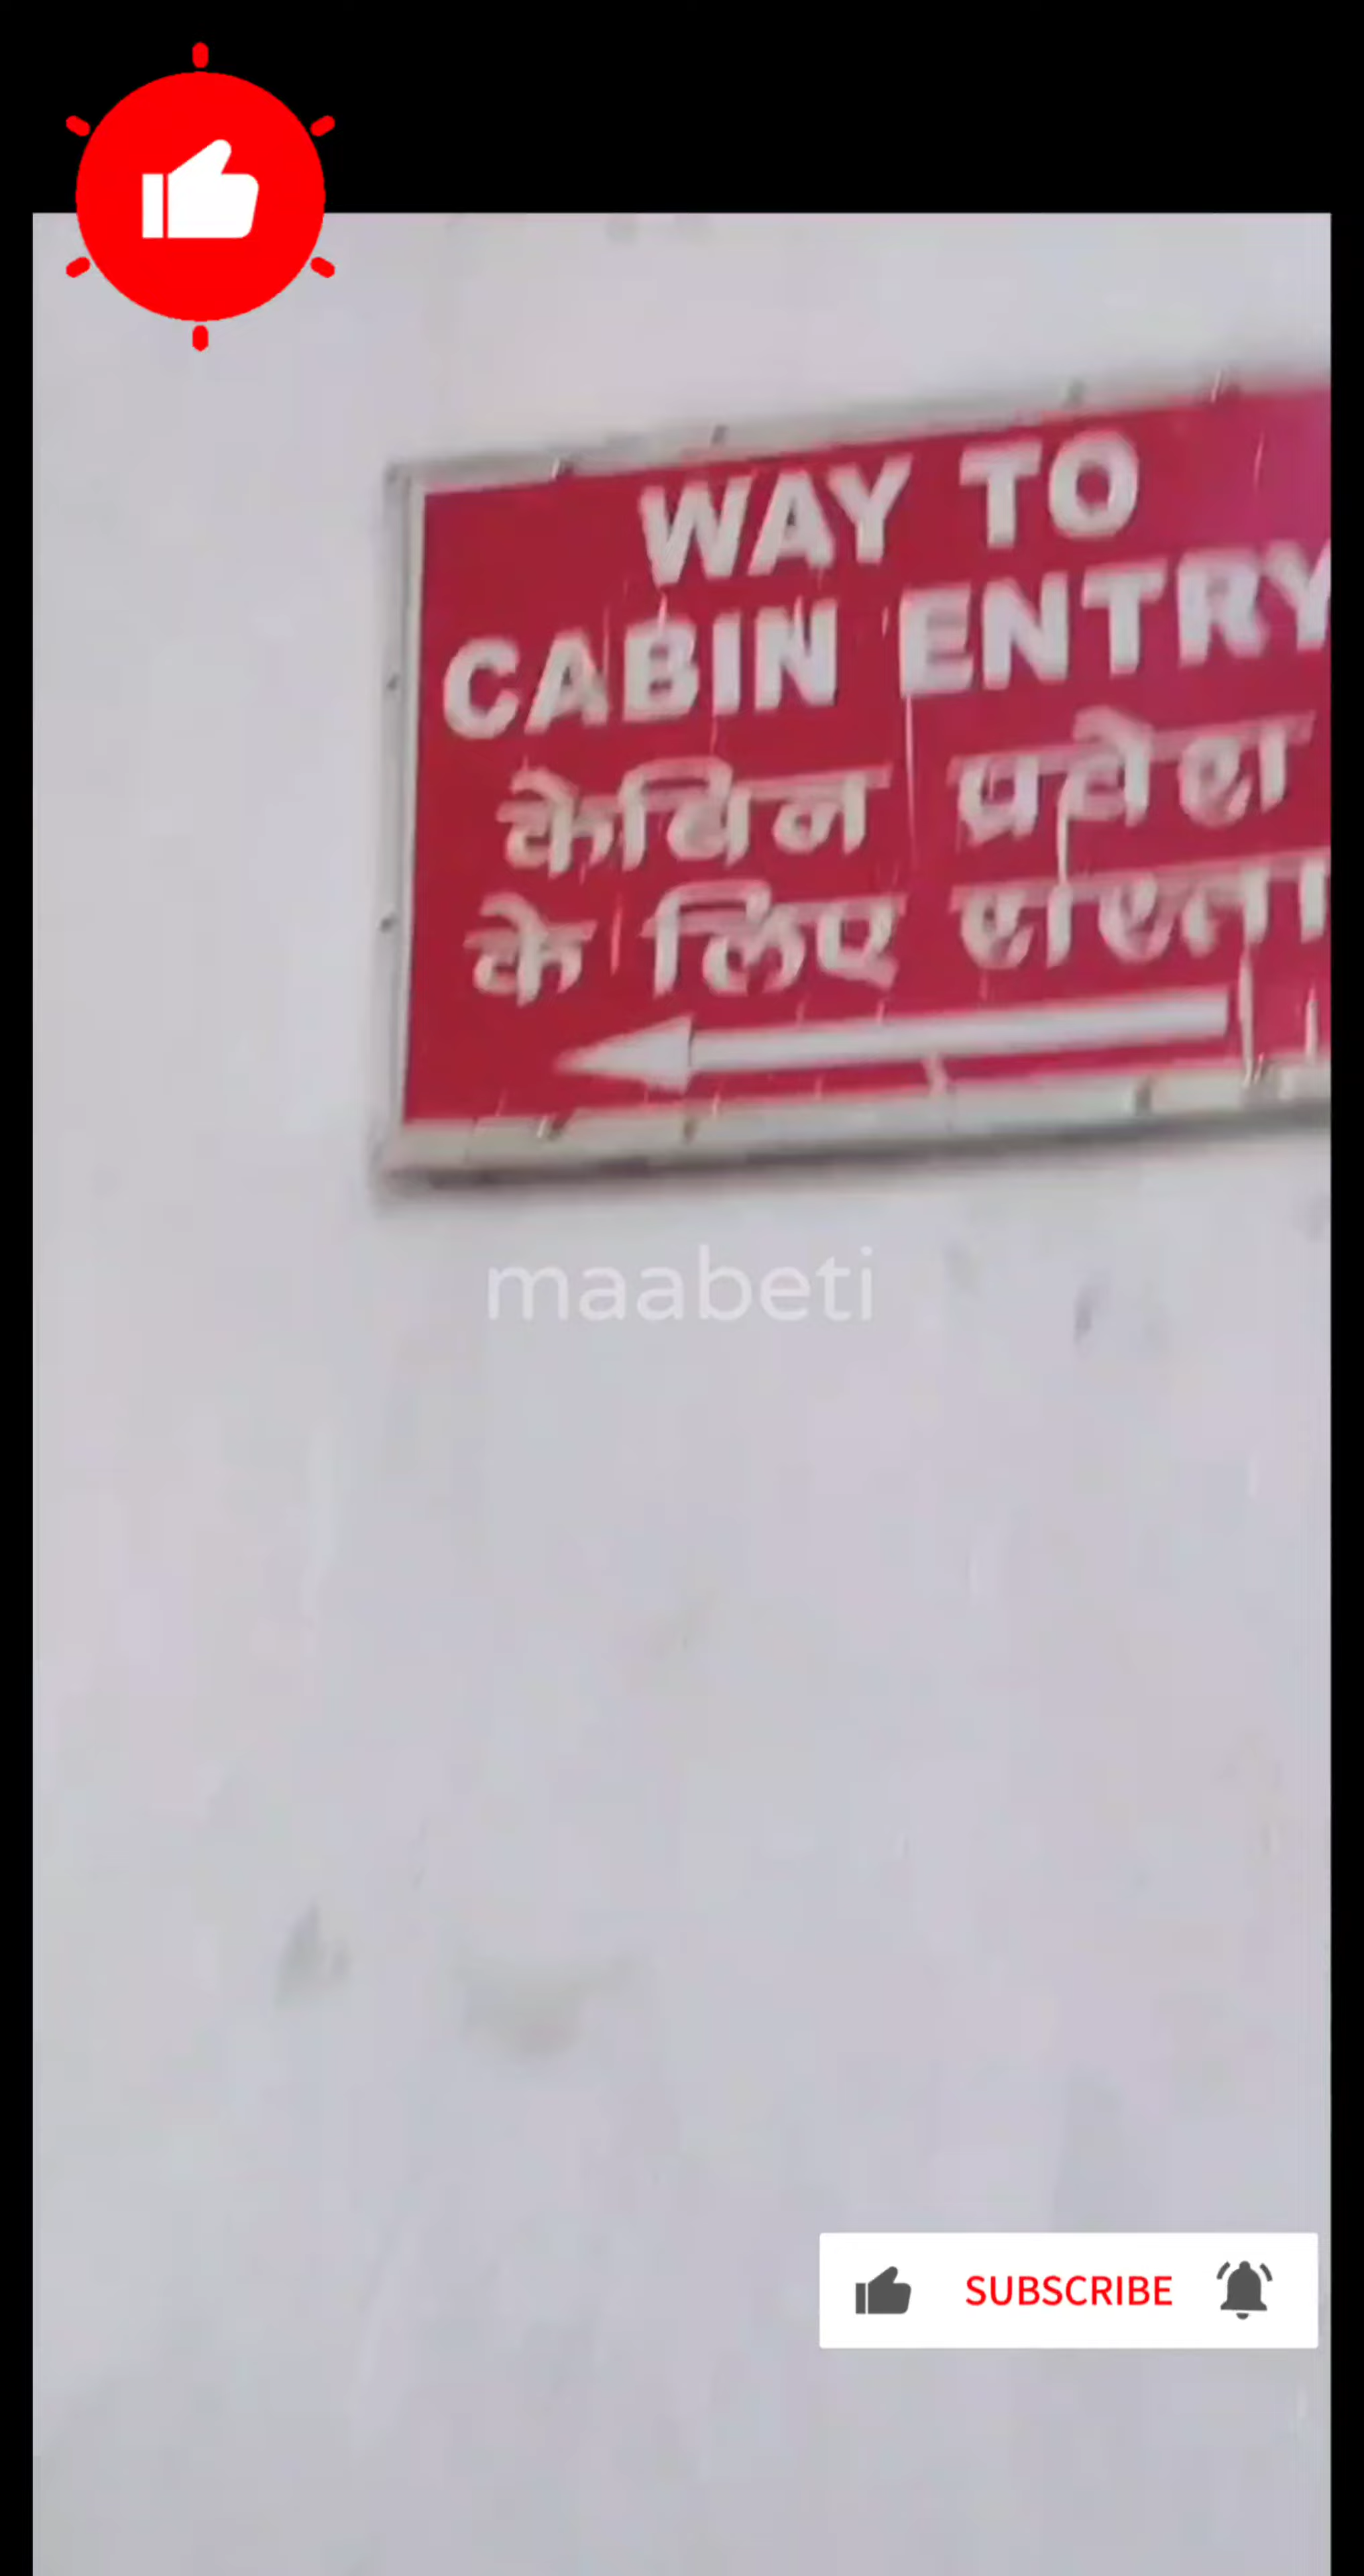 WAY TO
CABIN ENTRY
केबिन प्रवेश
के लिए रास्ता
maabeti
SUBSCRIBE